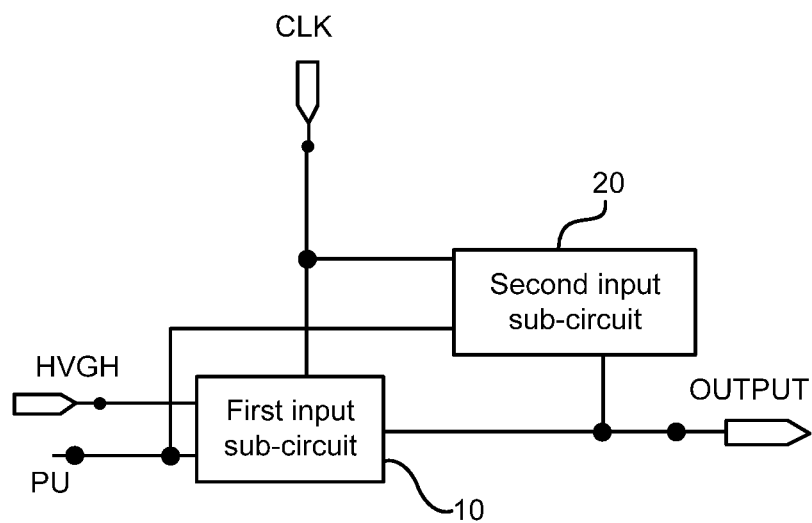 CLK
20
Second input
sub-circuit
HVGH
First input
sub-circuit
OUTPUT
PU
10